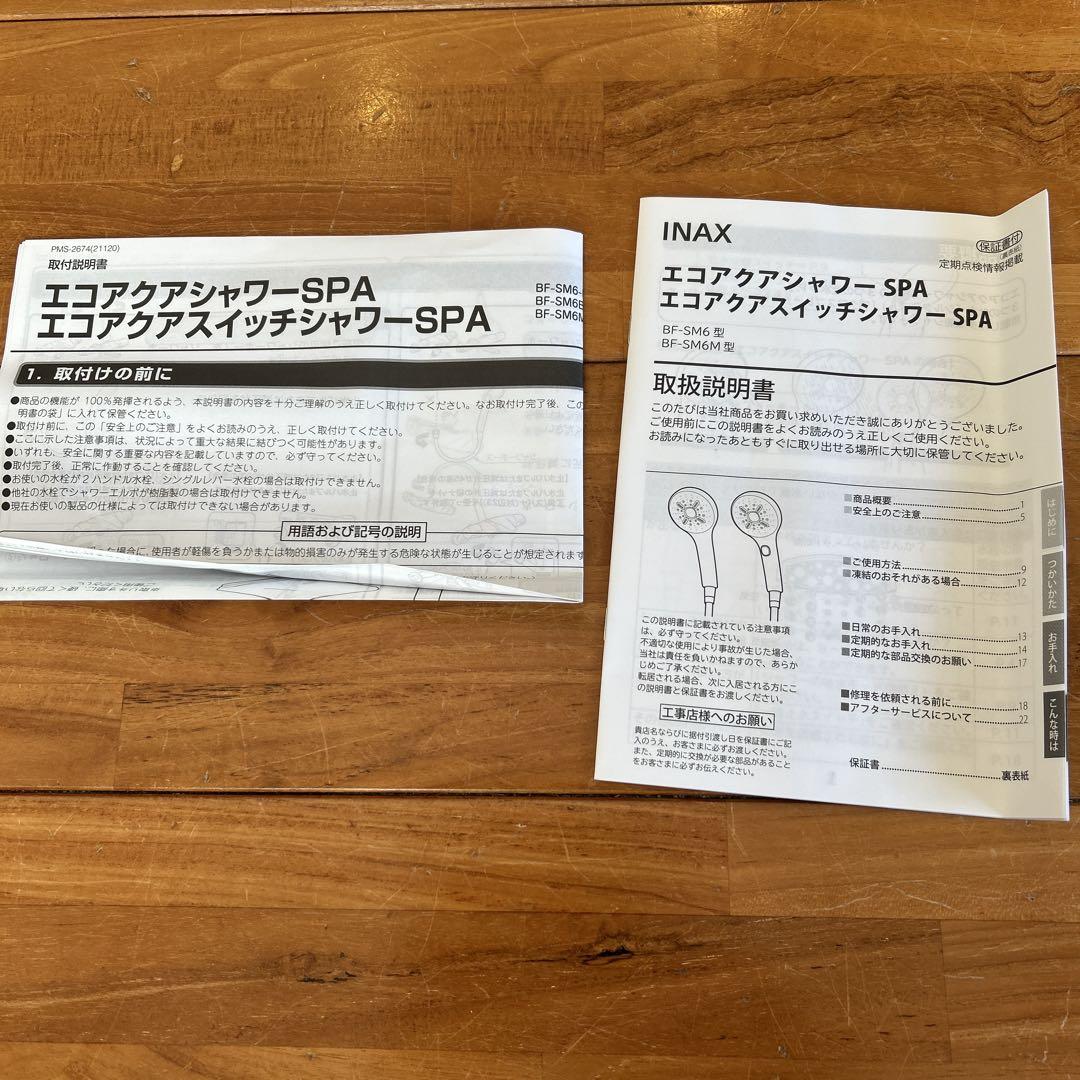 PMS-2674(21120)
取付説明書
エコアクアシャワーSPA
エコアクアスイッチシャワーSPA
BF-SM6
BF-SM6
BF-SM6M
1. 取付けの前に
●商品の機能が 100%発揮されるよう、本説明書の内容を十分ご理解のうえ正しく取付けてください。なお取付け完了後、この
明書の袋」に入れて保管ください。
●取付け前に、この「安全上のご注意」をよくお読みのうえ、正しく取付けてください。
●ここに示した注意事項は、状況によって重大な結果に結びつく可能性があります。
●いずれも、安全に関する重要な内容を記載していますので、必ず守ってください。
●取付完了後、正常に作動することを確認してください。
●お使いの水栓が2ハンドル水栓、シングルレバー水栓の場合は取付けできません。
●他社の水栓でシャワーエルボが樹脂製の場合は取付けできません。
●現在お使いの製品の仕様によっては取付けできない場合があります。
用語および記号の説明
た場合に、使用者が軽傷を負うかまたは物的損害のみが発生する危険な状態が生じることが想定されます
INAX
保証書付
(裏表紙)
定期点検情報掲載
エコアクアシャワー SPA
エコアクアスイッチシャワー SPA
BF-SM6 型
BF-SM6M 型
取扱説明書
このたびは当社商品をお買い求めいただき誠にありがとうございました。
ご使用前にこの説明書をよくお読みのうえ正しくご使用ください。
お読みになったあともすぐに取り出せる場所に大切に保管してください。
■商品概要 1
■安全上のご注意 5
■ご使用方法 9
■凍結のおそれがある場合 12
■日常のお手入れ 13
■定期的なお手入れ 14
■定期的な部品交換のお願い 17
■修理を依頼される前に 18
■アフターサービスについて 22
保証書 裏表紙
はじめに
つかいかた
お手入れ
こんな時は
この説明書に記載されている注意事項
は、必ず守ってください。
不適切な使用により事故が生じた場合、
当社は責任を負いかねますので、あらか
じめご了承ください。
転居される場合、次に入居される方にこ
の説明書と保証書をお渡しください。
工事店様へのお願い
貴店名ならびに据付引渡し日を保証書にご記
入のうえ、お客さまに必ずお渡しください。
また、定期的に交換が必要な部品があること
をお客さまに必ずお伝えください。